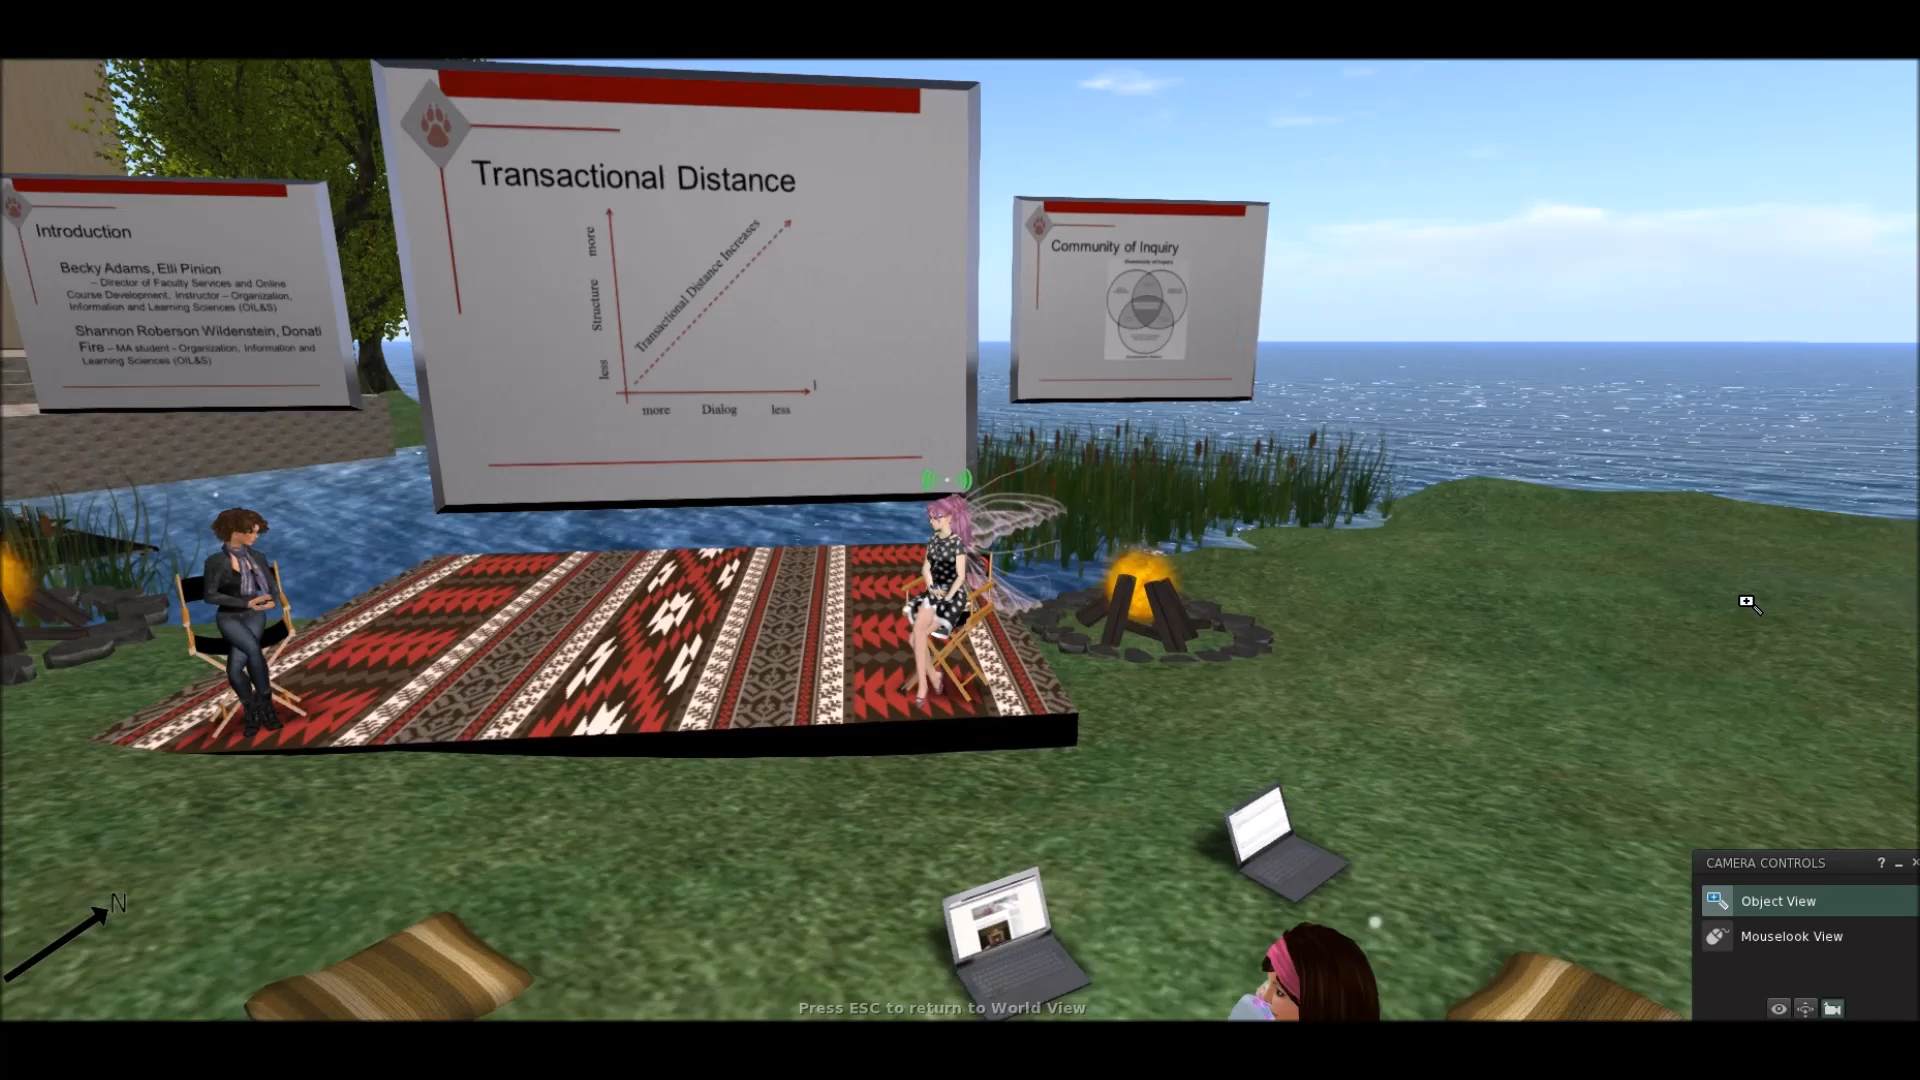 Introduction
Becky Adams, Elli Pinion
– Director of Faculty Services and Online
Course Development, Instructor – Organization,
Information and Learning Sciences (OIL&S)
Shannon Roberson Wildenstein, Donati
Fire – MA student - Organization, Information and
Learning Sciences (OIL&S)
Transactional Distance
more
Structure
less
Transactional Distance Increases
more Dialog less
Community of Inquiry
Community of Inquiry
N
CAMERA CONTROLS ?
Object View
Mouselook View
Press ESC to return to World View